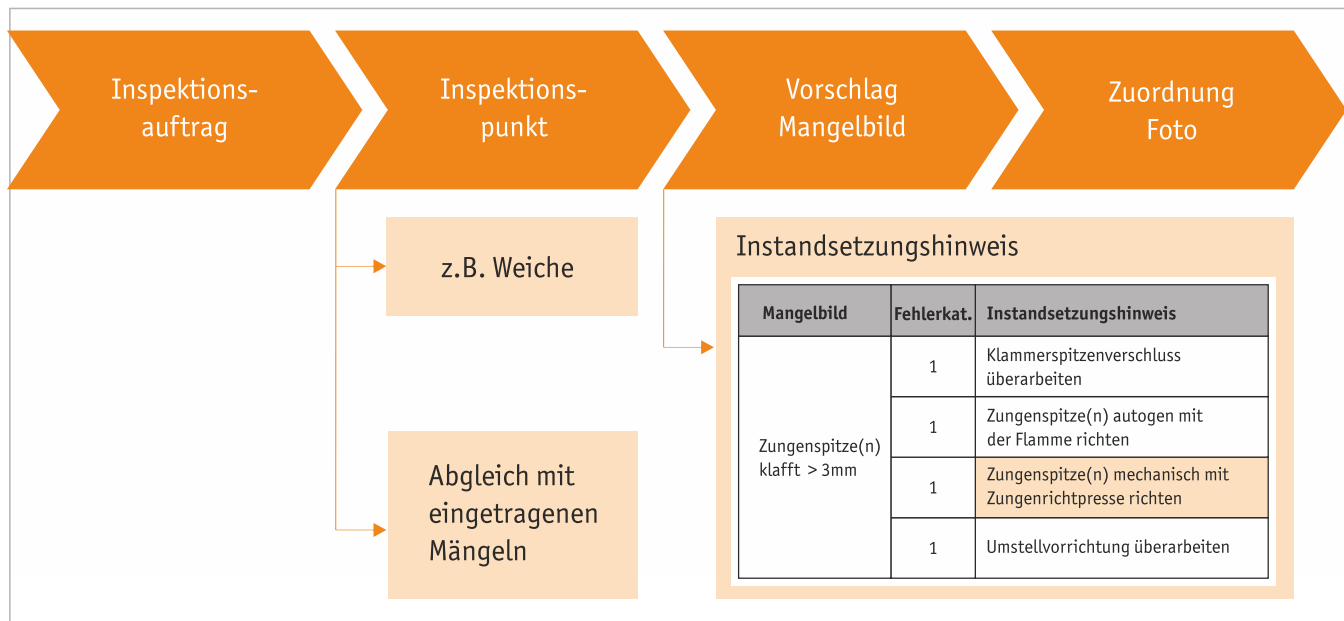 Inspektions-
auftrag
Inspektions-
punkt
Vorschlag
Mangelbild
Zuordnung
Foto
z.B. Weiche
Abgleich mit
eingetragenen
Mängeln
Instandsetzungshinweis
Mangelbild Fehlerkat. Instandsetzungshinweis
Zungenspitze(n)
klafft > 3mm
1 Klammerspitzenverschluss
überarbeiten
1 Zungenspitze(n) autogen mit
der Flamme richten
1 Zungenspitze(n) mechanisch mit
Zungenrichtpresse richten
1 Umstellvorrichtung überarbeiten